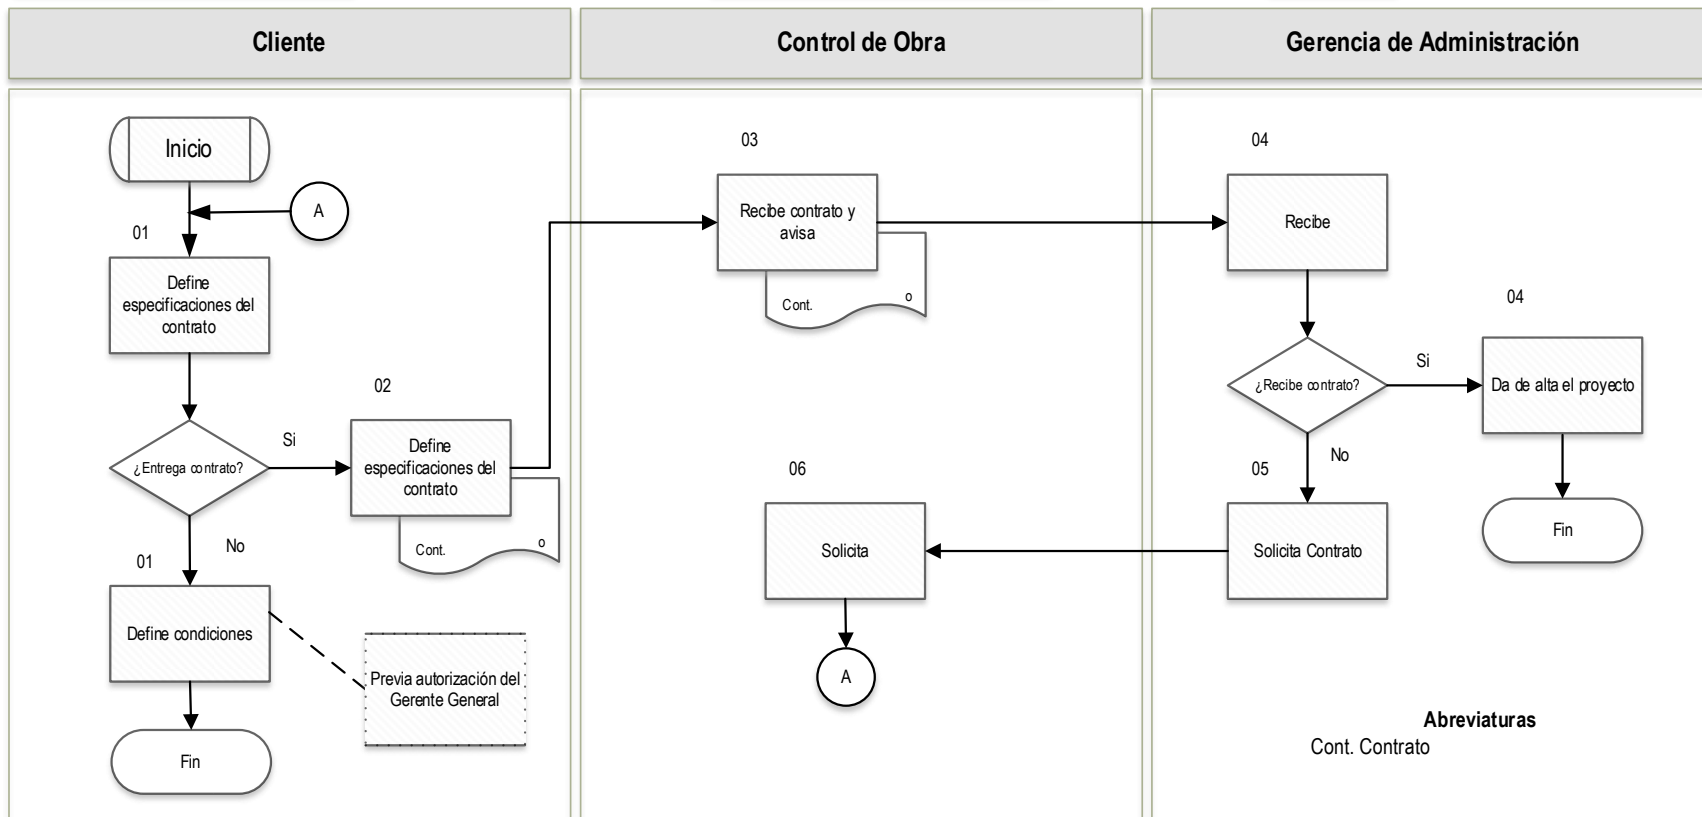 Cliente
Control de Obra
Gerencia de Administración
Inicio
A
01
Define
especificaciones del
contrato
¿Entrega contrato?
Si
02
Define
especificaciones del
contrato
Cont.
o
No
01
Define condiciones
Previa autorización del
Gerente General
Fin
03
Recibe contrato y
avisa
Cont.
o
06
Solicita
A
04
Recibe
¿Recibe contrato?
Si
04
Da de alta el proyecto
Fin
No
05
Solicita Contrato
Abreviaturas
Cont. Contrato